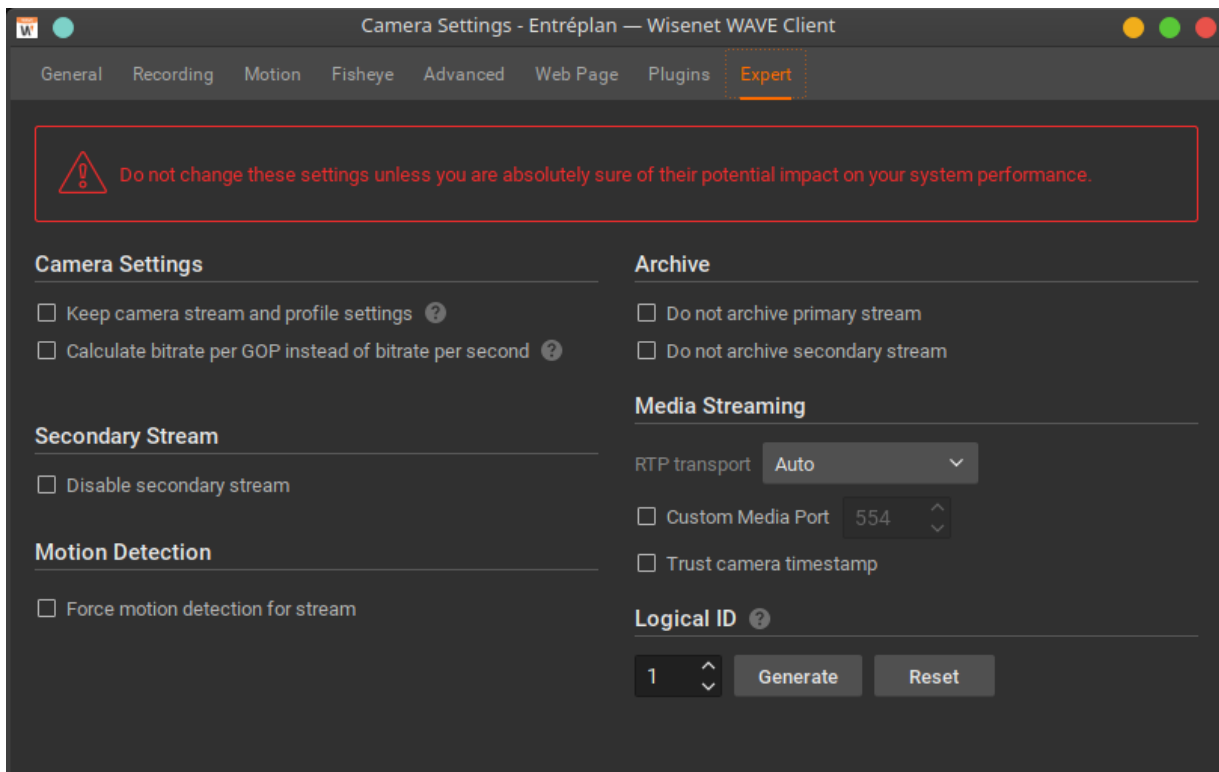 W
Camera Settings - Entréplan — Wisenet WAVE Client
General Recording Motion Fisheye Advanced Web Page Plugins Expert
Do not change these settings unless you are absolutely sure of their potential impact on your system performance.
Camera Settings
Keep camera stream and profile settings ?
Calculate bitrate per GOP instead of bitrate per second ?
Secondary Stream
Disable secondary stream
Motion Detection
Force motion detection for stream
Archive
Do not archive primary stream
Do not archive secondary stream
Media Streaming
RTP transport Auto
Custom Media Port 554
Trust camera timestamp
Logical ID ?
1 Generate Reset